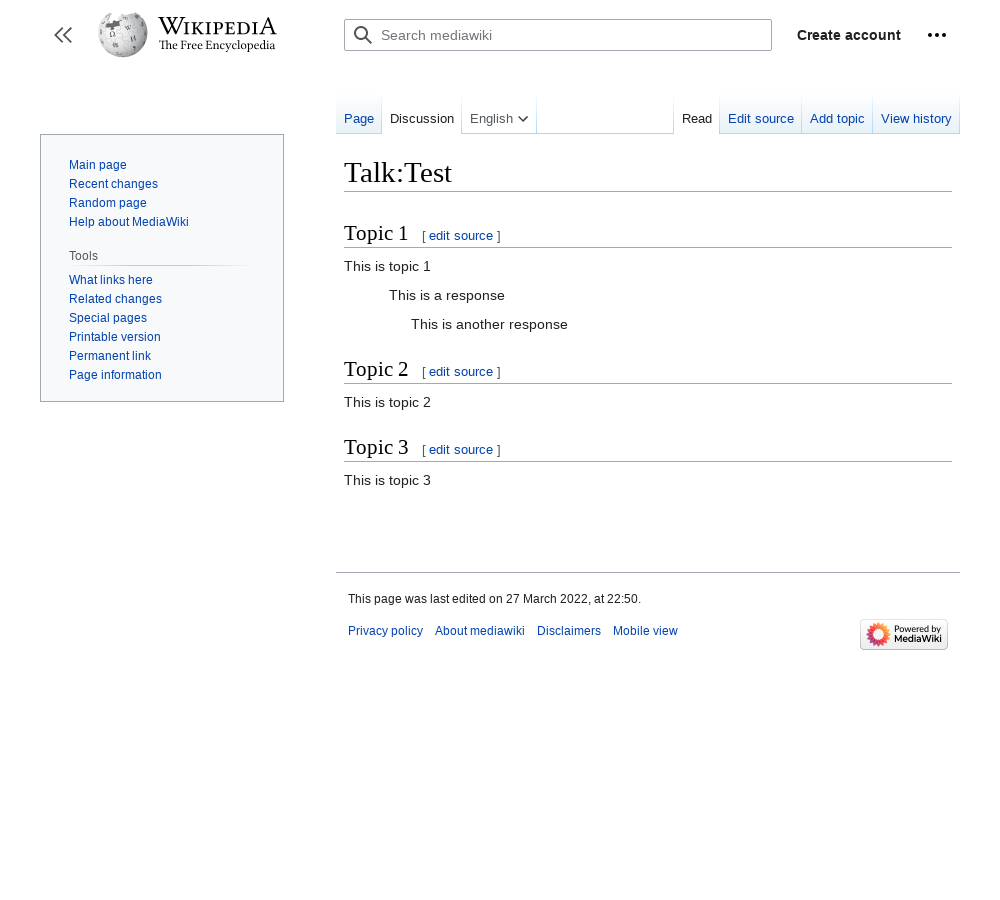 WIKIPEDIA
The Free Encyclopedia
Search mediawiki
Create account
Page Discussion English Read Edit source Add topic View history
Main page
Recent changes
Random page
Help about MediaWiki
Tools
What links here
Related changes
Special pages
Printable version
Permanent link
Page information
Talk:Test
Topic 1 [ edit source ]
This is topic 1
This is a response
This is another response
Topic 2 [ edit source ]
This is topic 2
Topic 3 [ edit source ]
This is topic 3
This page was last edited on 27 March 2022, at 22:50.
Privacy policy About mediawiki Disclaimers Mobile view
Powered by
MediaWiki